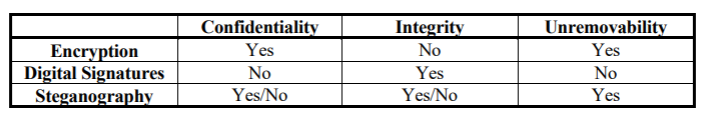 Confidentiality Integrity Unremovability
Encryption Yes No Yes
Digital Signatures No Yes No
Steganography Yes/No Yes/No Yes